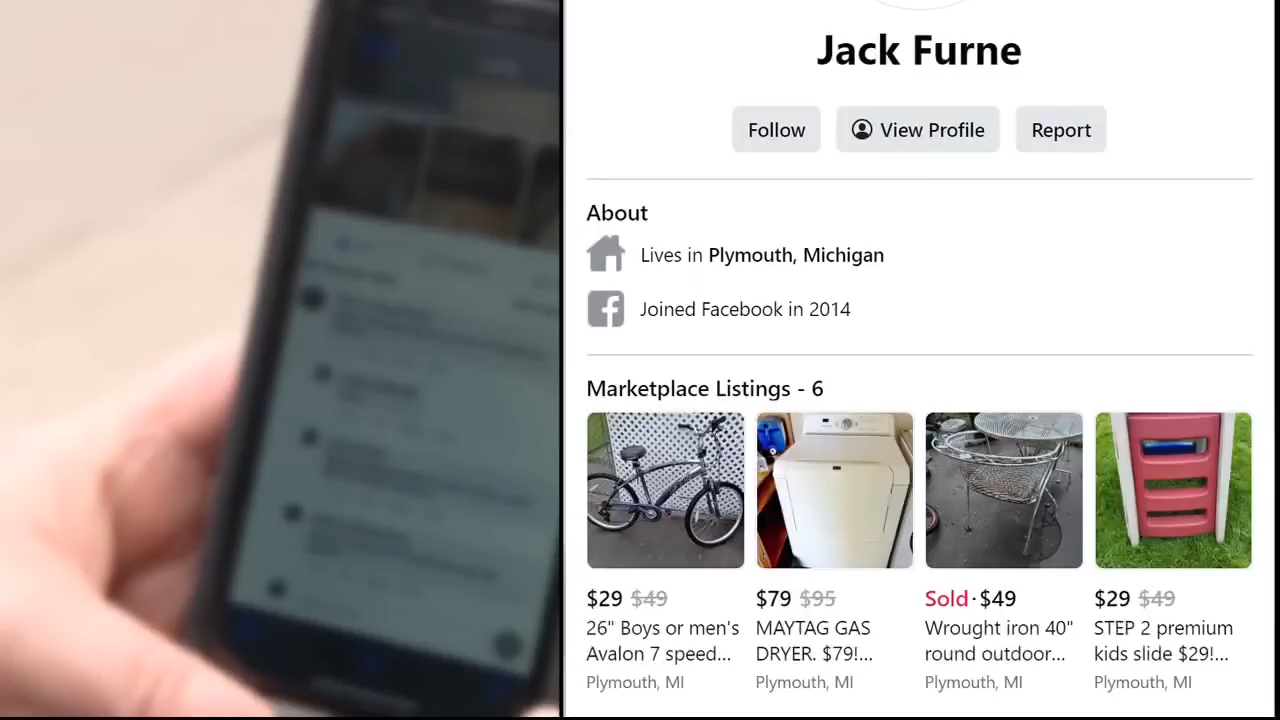 Jack Furne
Follow
View Profile
Report
About
Lives in Plymouth, Michigan
Joined Facebook in 2014
Marketplace Listings - 6
$29 $49
26" Boys or men's
Avalon 7 speed...
Plymouth, MI
$79 $95
MAYTAG GAS
DRYER. $79!...
Plymouth, MI
Sold · $49
Wrought iron 40"
round outdoor...
Plymouth, MI
$29 $49
STEP 2 premium
kids slide $29!...
Plymouth, MI